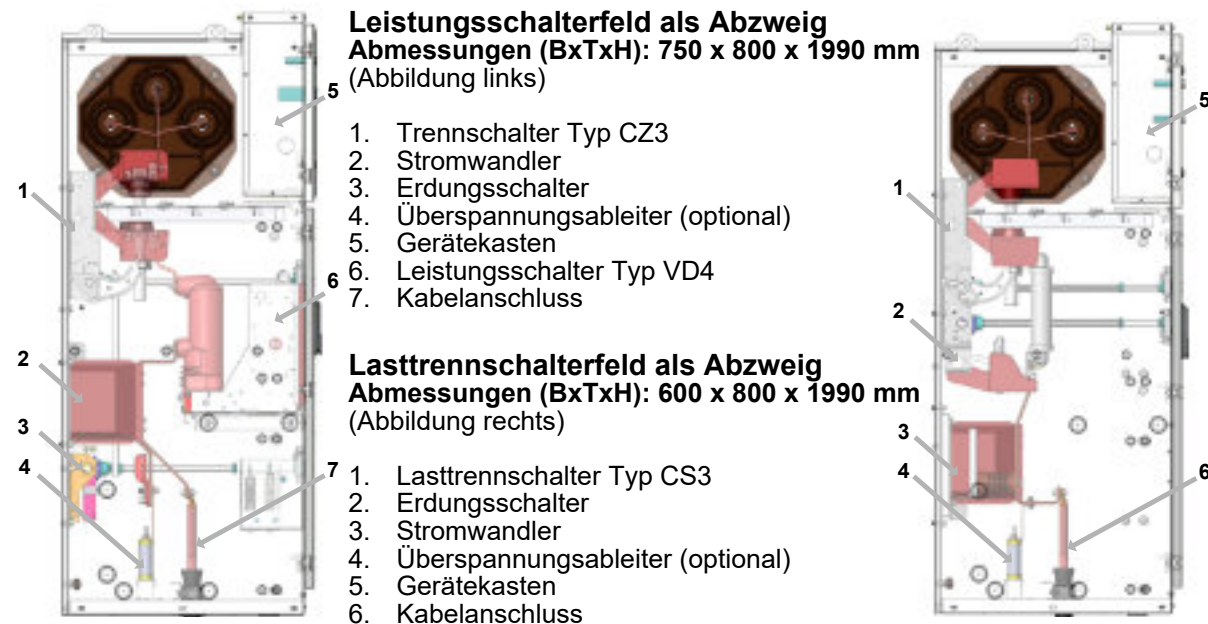 Leistungsschalterfeld als Abzweig
Abmessungen (BxTxH): 750 x 800 x 1990 mm
(Abbildung links)
1. Trennschalter Typ CZ3
2. Stromwandler
3. Erdungsschalter
4. Überspannungsableiter (optional)
5. Gerätekasten
6. Leistungsschalter Typ VD4
7. Kabelanschluss
Lasttrennschalterfeld als Abzweig
Abmessungen (BxTxH): 600 x 800 x 1990 mm
(Abbildung rechts)
1. Lasttrennschalter Typ CS3
2. Erdungsschalter
3. Stromwandler
4. Überspannungsableiter (optional)
5. Gerätekasten
6. Kabelanschluss
5
1
6
2
3
4
7
5
1
2
3
4
6